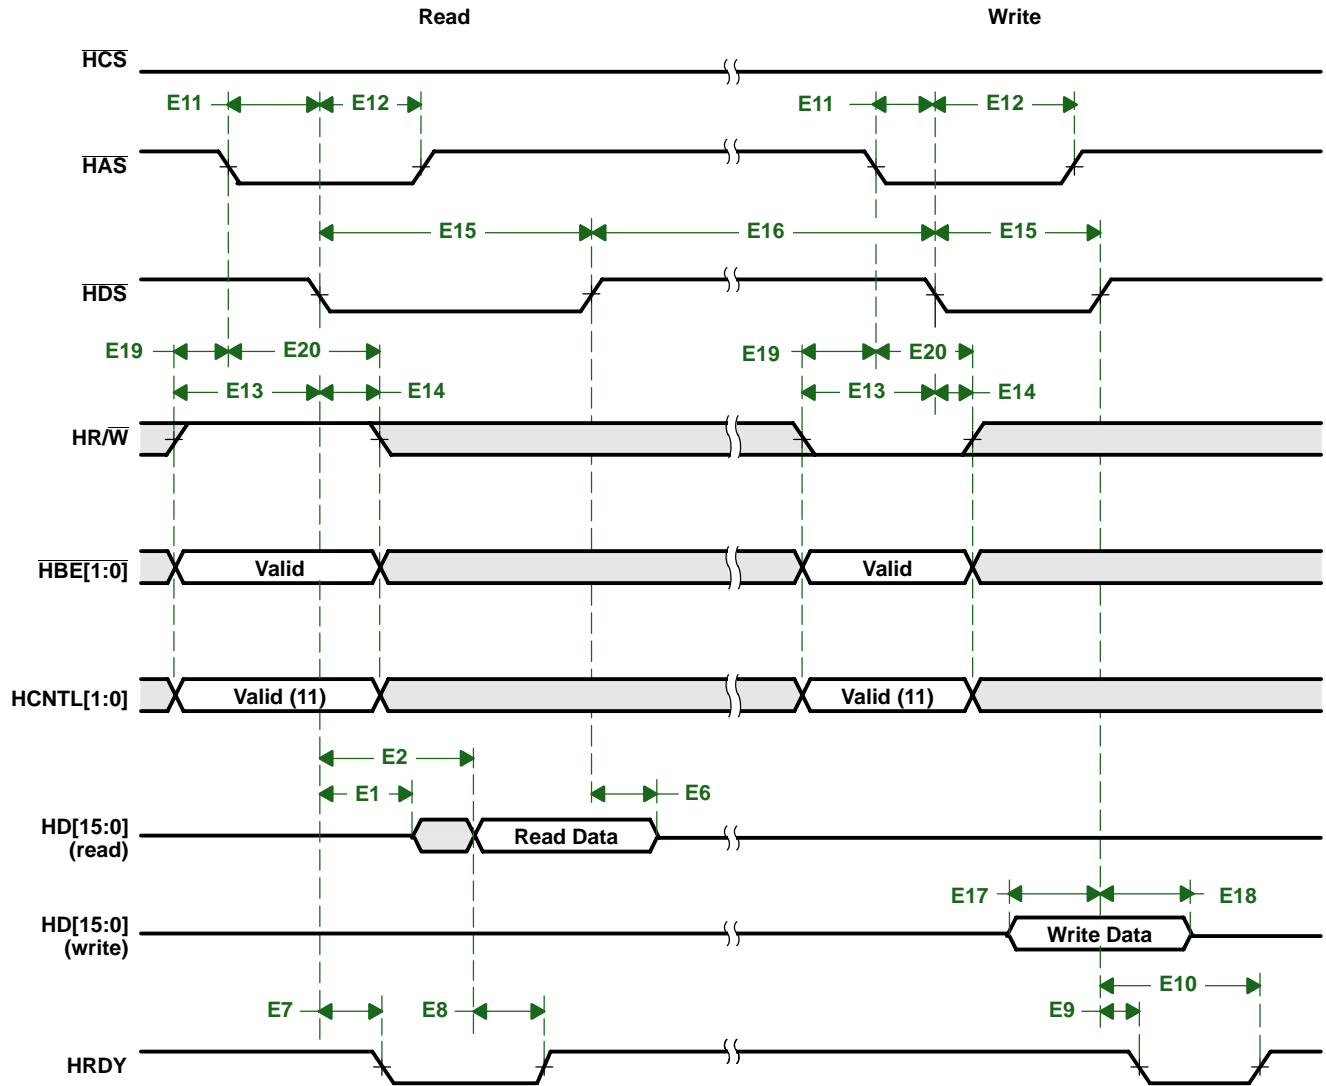 Read Write
HCS
E11 E12 E11 E12
HAS
E15 E16 E15
HDS
E19 E20 E19 E20
E13 E14 E13 E14
HR/W
HBE[1:0] Valid Valid
HCNTL[1:0] Valid (11) Valid (11)
E2
E1 E6
HD[15:0]
(read)
Read Data
E17 E18
HD[15:0]
(write)
Write Data
E10
E7 E8 E9
HRDY